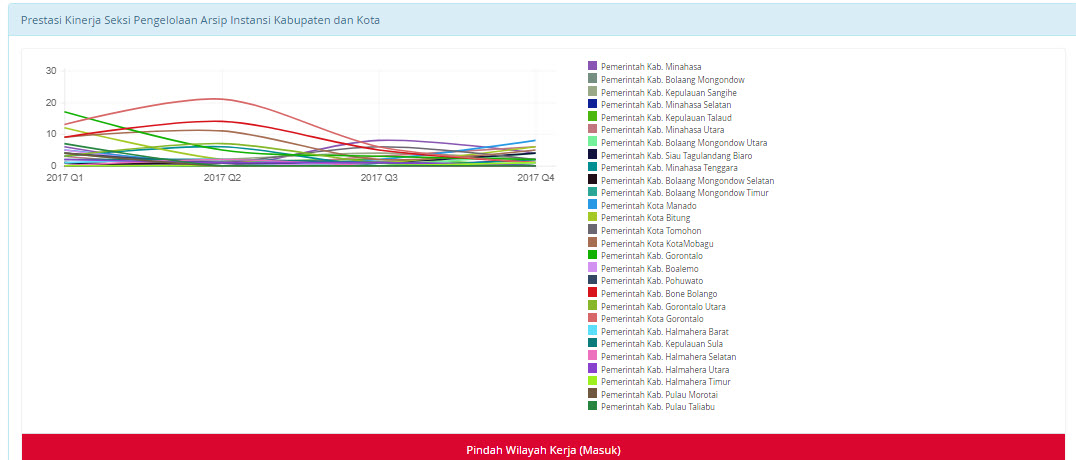 Prestasi Kinerja Seksi Pengelolaan Arsip Instansi Kabupaten dan Kota
30
20
10
0
2017 Q1
2017 Q2
2017 Q3
2017 Q4
Pemerintah Kab. Minahasa
Pemerintah Kab. Bolaang Mongondow
Pemerintah Kab. Kepulauan Sangihe
Pemerintah Kab. Minahasa Selatan
Pemerintah Kab. Kepulauan Talaud
Pemerintah Kab. Minahasa Utara
Pemerintah Kab. Bolaang Mongondow Utara
Pemerintah Kab. Siau Tagulandang Biaro
Pemerintah Kab. Minahasa Tenggara
Pemerintah Kab. Bolaang Mongondow Selatan
Pemerintah Kab. Bolaang Mongondow Timur
Pemerintah Kota Manado
Pemerintah Kota Bitung
Pemerintah Kota Tomohon
Pemerintah Kota KotaMobagu
Pemerintah Kab. Gorontalo
Pemerintah Kab. Boalemo
Pemerintah Kab. Pohuwato
Pemerintah Kab. Bone Bolango
Pemerintah Kab. Gorontalo Utara
Pemerintah Kota Gorontalo
Pemerintah Kab. Halmahera Barat
Pemerintah Kab. Kepulauan Sula
Pemerintah Kab. Halmahera Selatan
Pemerintah Kab. Halmahera Utara
Pemerintah Kab. Halmahera Timur
Pemerintah Kab. Pulau Morotai
Pemerintah Kab. Pulau Taliabu
Pindah Wilayah Kerja (Masuk)